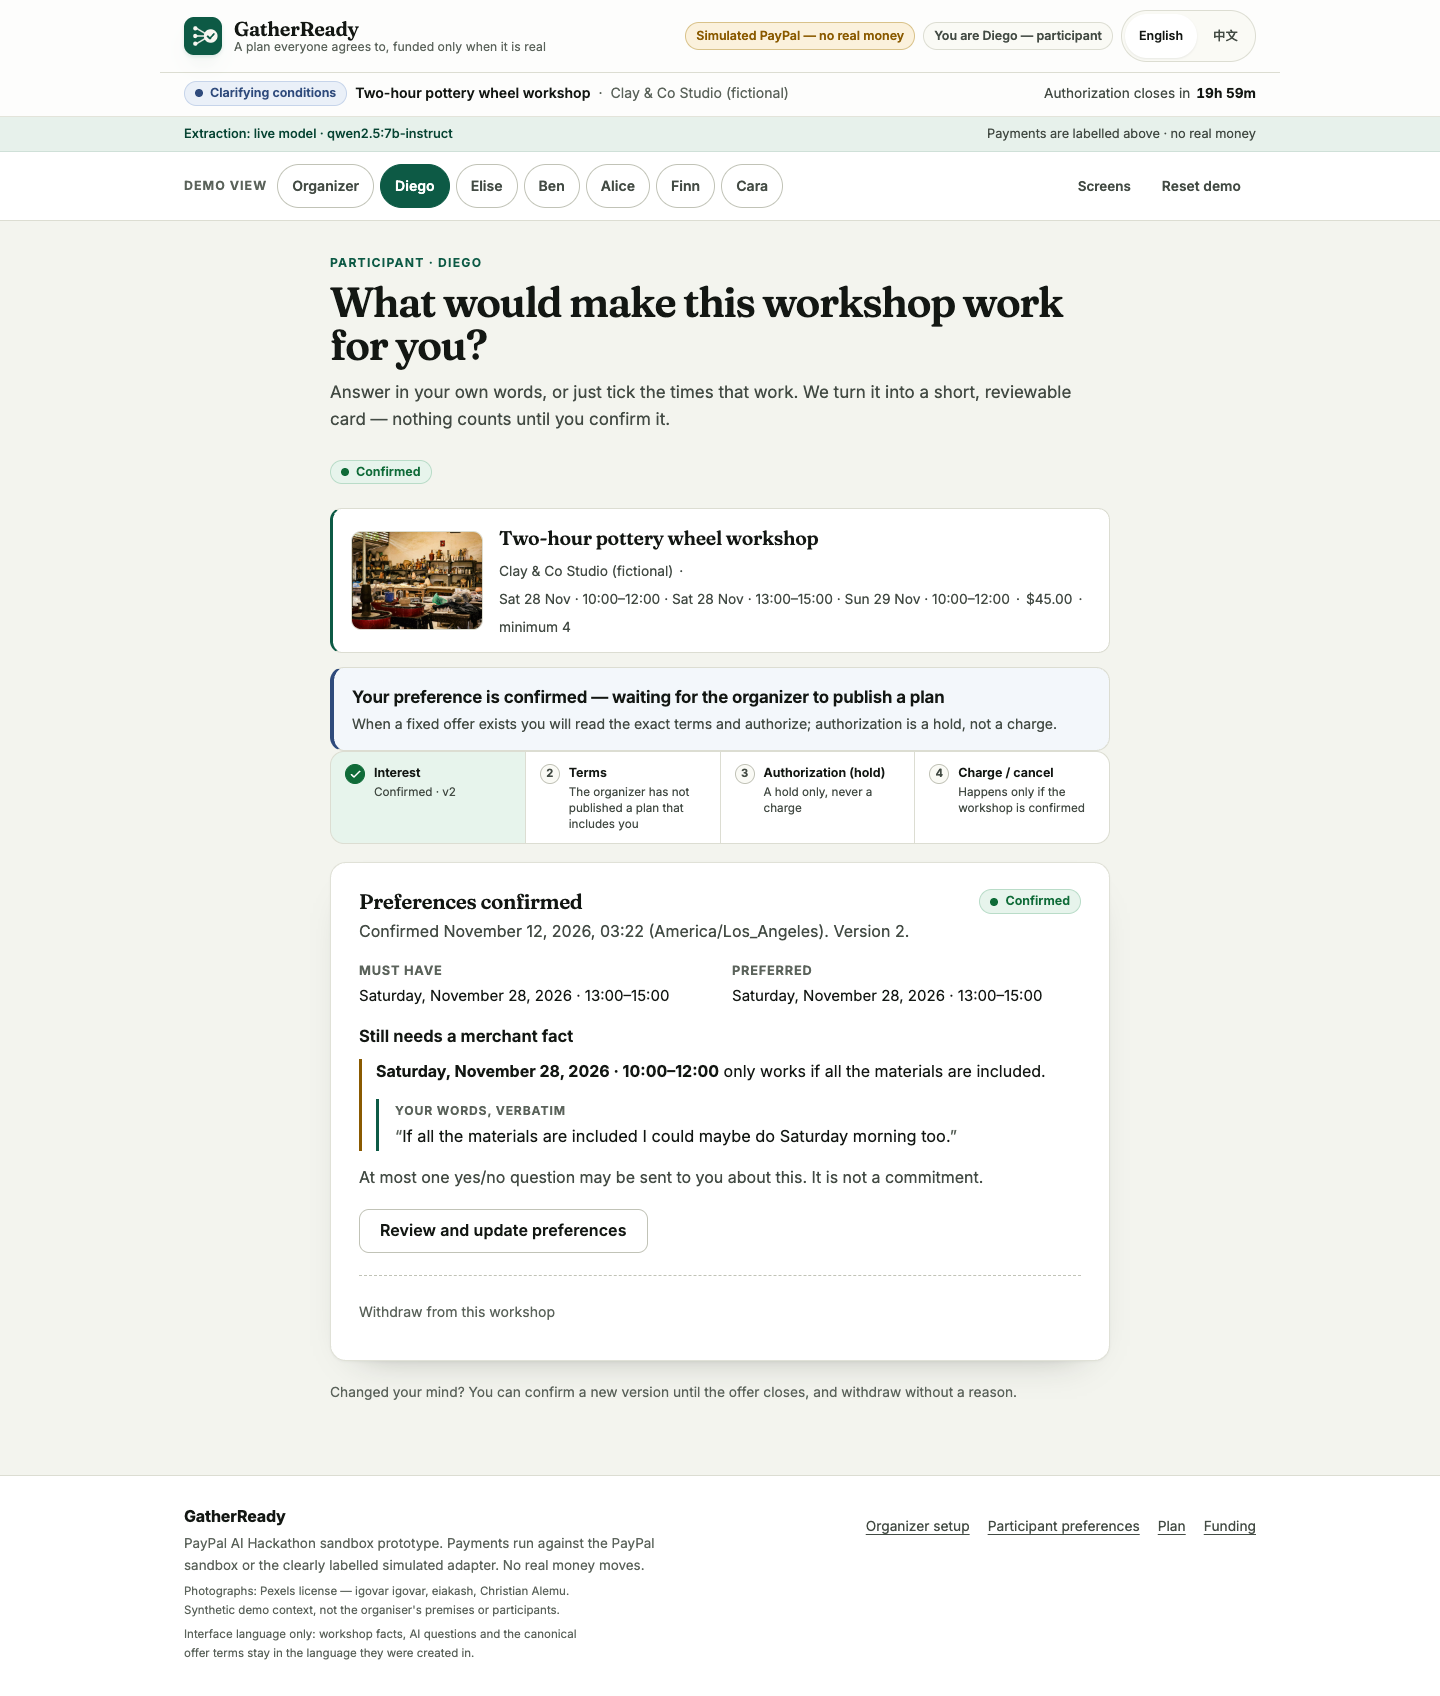 GatherReady
A plan everyone agrees to, funded only when it is real
Simulated PayPal — no real money
You are Diego — participant
English
中文
Clarifying conditions
Two-hour pottery wheel workshop · Clay & Co Studio (fictional)
Authorization closes in 19h 59m
Extraction: live model · qwen2.5:7b-instruct
Payments are labelled above · no real money
DEMO VIEW
Organizer
Diego
Elise
Ben
Alice
Finn
Cara
Screens
Reset demo
PARTICIPANT · DIEGO
What would make this workshop work
for you?
Answer in your own words, or just tick the times that work. We turn it into a short, reviewable
card — nothing counts until you confirm it.
Confirmed
Two-hour pottery wheel workshop
Clay & Co Studio (fictional) ·
Sat 28 Nov · 10:00–12:00 · Sat 28 Nov · 13:00–15:00 · Sun 29 Nov · 10:00–12:00 · $45.00 ·
minimum 4
Your preference is confirmed — waiting for the organizer to publish a plan
When a fixed offer exists you will read the exact terms and authorize; authorization is a hold, not a charge.
Interest
Confirmed · v2
2
Terms
The organizer has not
published a plan that
includes you
3
Authorization (hold)
A hold only, never a
charge
4
Charge / cancel
Happens only if the
workshop is confirmed
Preferences confirmed
Confirmed
Confirmed November 12, 2026, 03:22 (America/Los_Angeles). Version 2.
MUST HAVE
Saturday, November 28, 2026 · 13:00–15:00
PREFERRED
Saturday, November 28, 2026 · 13:00–15:00
Still needs a merchant fact
Saturday, November 28, 2026 · 10:00–12:00 only works if all the materials are included.
YOUR WORDS, VERBATIM
“If all the materials are included I could maybe do Saturday morning too.”
At most one yes/no question may be sent to you about this. It is not a commitment.
Review and update preferences
Withdraw from this workshop
Changed your mind? You can confirm a new version until the offer closes, and withdraw without a reason.
GatherReady
PayPal AI Hackathon sandbox prototype. Payments run against the PayPal
sandbox or the clearly labelled simulated adapter. No real money moves.
Photographs: Pexels license — igovar igovar, eiakash, Christian Alemu.
Synthetic demo context, not the organiser's premises or participants.
Interface language only: workshop facts, AI questions and the canonical
offer terms stay in the language they were created in.
Organizer setup
Participant preferences
Plan
Funding